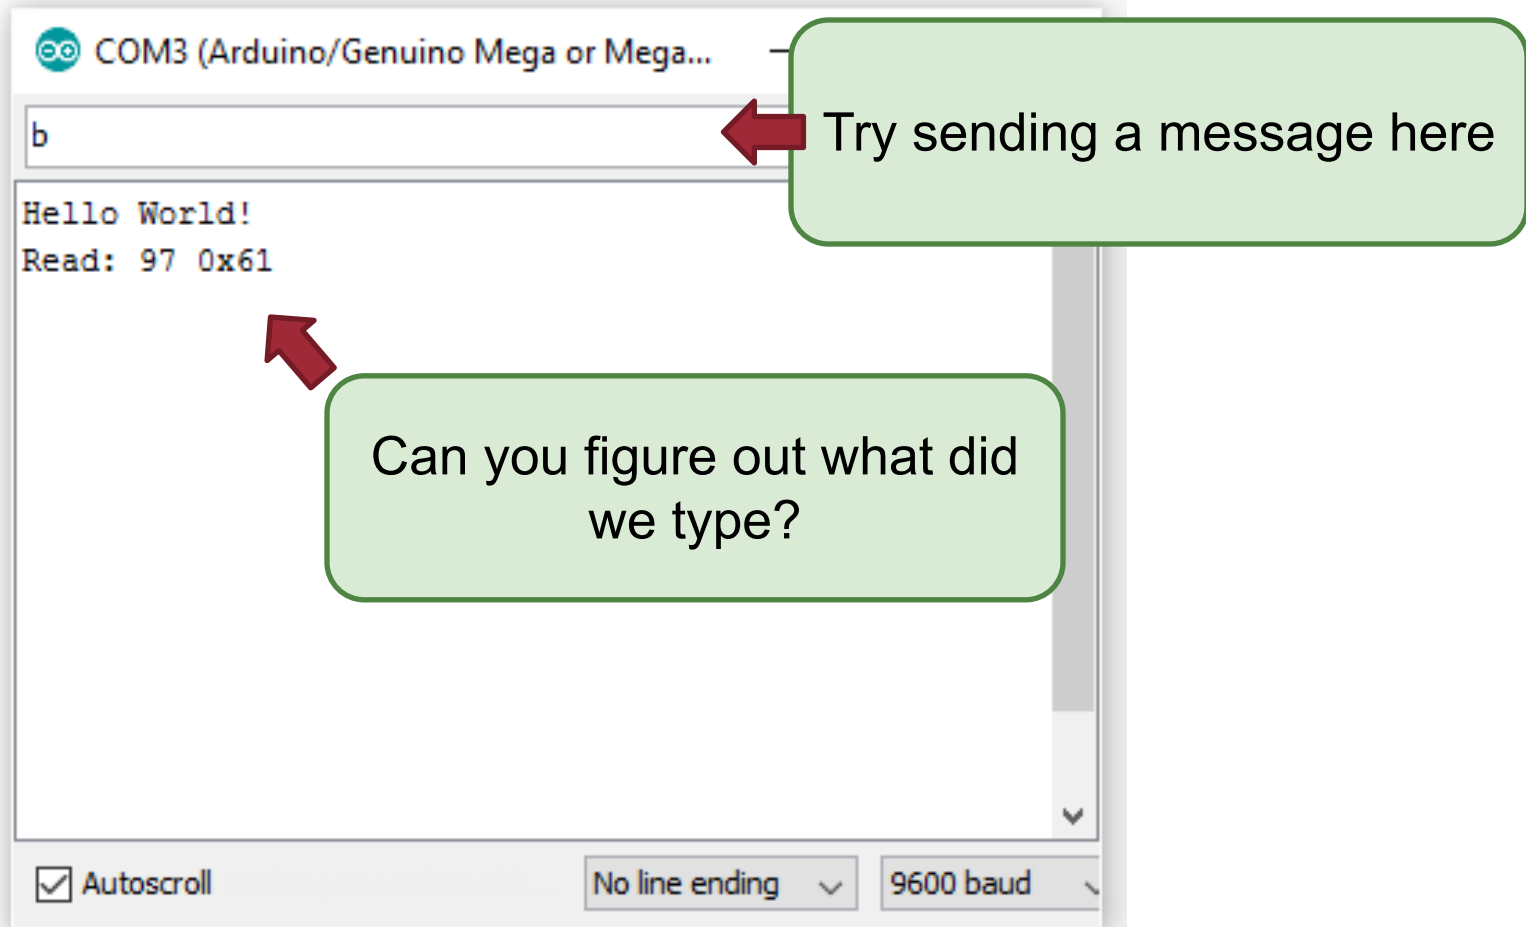 COM3 (Arduino/Genuino Mega or Mega...
b
Try sending a message here
Hello World!
Read: 97 0x61
Can you figure out what did
we type?
Autoscroll
No line ending
9600 baud